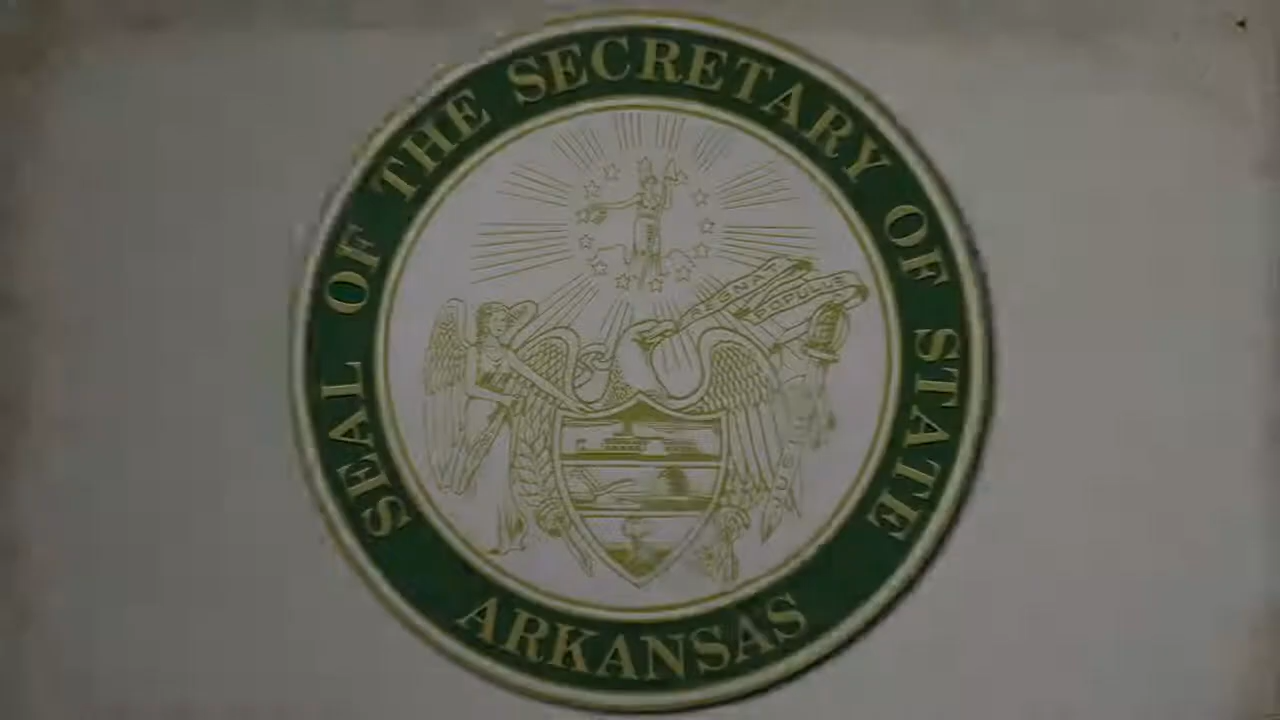 SEAL OF THE SECRETARY OF STATE
ARKANSAS
REGNAT
POPULUS